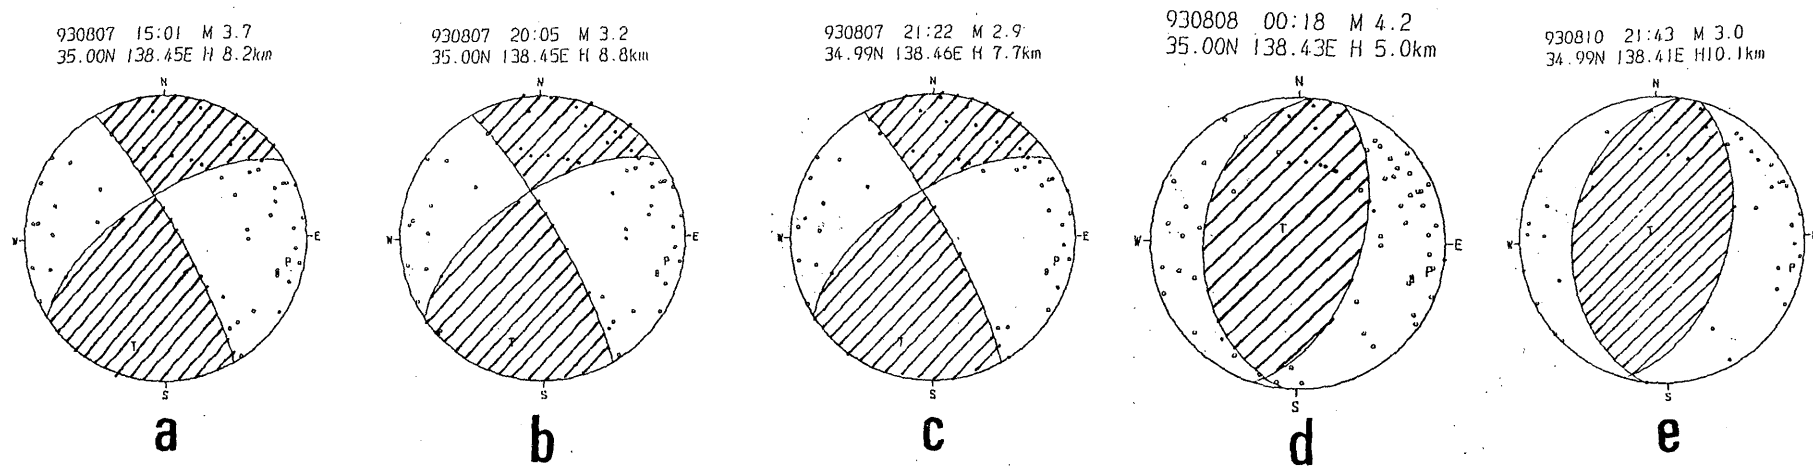 930807 15:01 M 3.7
35.00N 138.45E H 8.2km
930807 20:05 M 3.2
35.00N 138.45E H 8.8km
930807 21:22 M 2.9
34.99N 138.46E H 7.7km
930808 00:18 M 4.2
35.00N 138.43E H 5.0km
930810 21:43 M 3.0
34.99N 138.41E H10.1km
N
W
E
P
T
S
N
W
E
P
T
S
N
W
E
P
T
S
N
W
E
P
T
S
N
W
E
P
T
S
a
b
c
d
e